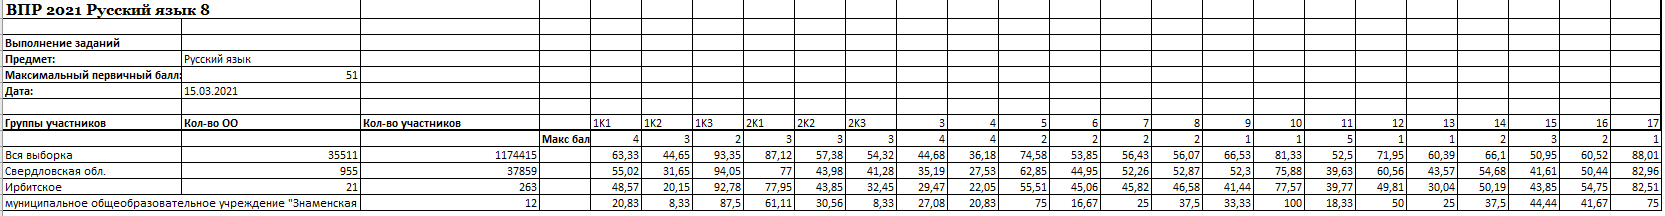 ВПР 2021 Русский язык 8
Выполнение заданий
Предмет: Русский язык
Максимальный первичный балл: 51
Дата: 15.03.2021
Группы участников Кол-во ОО Кол-во участников 1К1 1К2 1К3 2К1 2К2 2К3 3 4 5 6 7 8 9 10 11 12 13 14 15 16 17
Макс бал 4 3 2 3 3 3 4 4 2 2 2 2 1 1 5 1 1 2 3 2 1
Вся выборка 35511 1174415 63,33 44,65 93,35 87,12 57,38 54,32 44,68 36,18 74,58 53,85 56,43 56,07 66,53 81,33 52,5 71,95 60,39 66,1 50,95 60,52 88,01
Свердловская обл. 955 37859 55,02 31,65 94,05 77 43,98 41,28 35,19 27,53 62,85 44,95 52,26 52,87 52,3 75,88 39,63 60,56 43,57 54,68 41,61 50,44 82,96
Ирбитское 21 263 48,57 20,15 92,78 77,95 43,85 32,45 29,47 22,05 55,51 45,06 45,82 46,58 41,44 77,57 39,77 49,81 30,04 50,19 43,85 54,75 82,51
муниципальное общеобразовательное учреждение "Знаменская 12 20,83 8,33 87,5 61,11 30,56 8,33 27,08 20,83 75 16,67 25 37,5 33,33 100 18,33 50 25 37,5 44,44 41,67 75